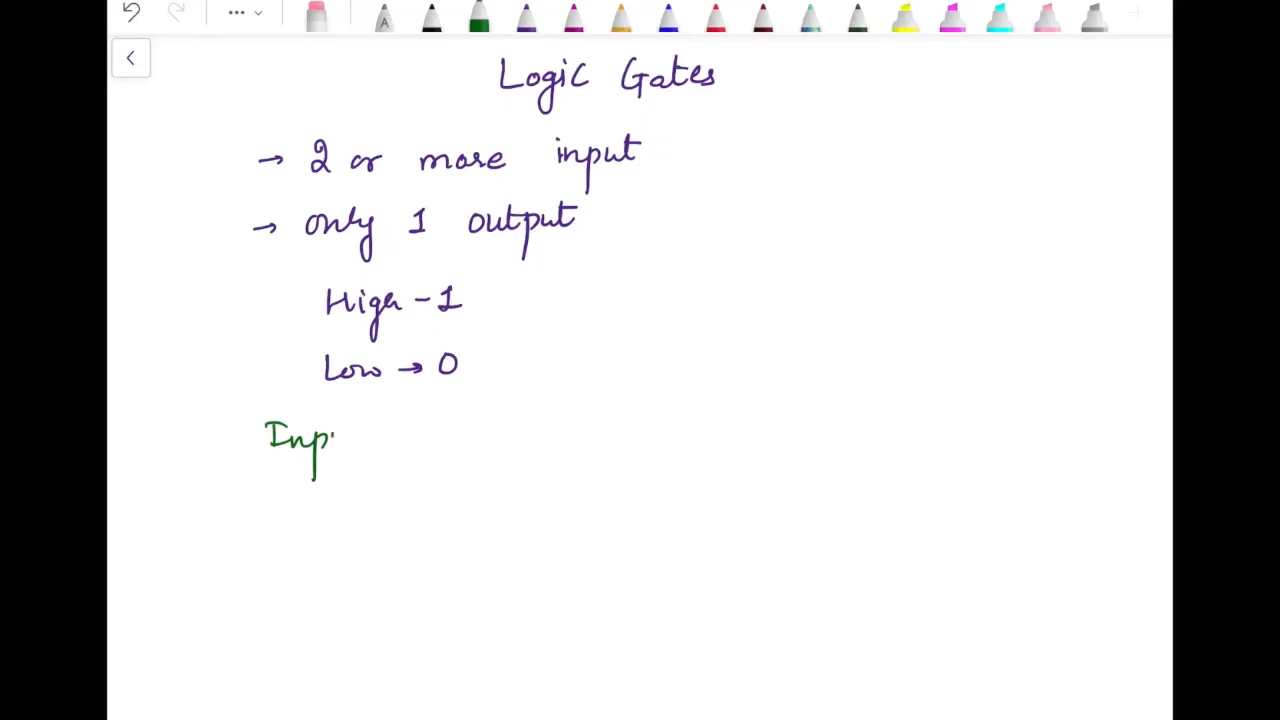 Logic Gates
→ 2 or more input
→ only 1 output
High - 1
Low → 0
Inp